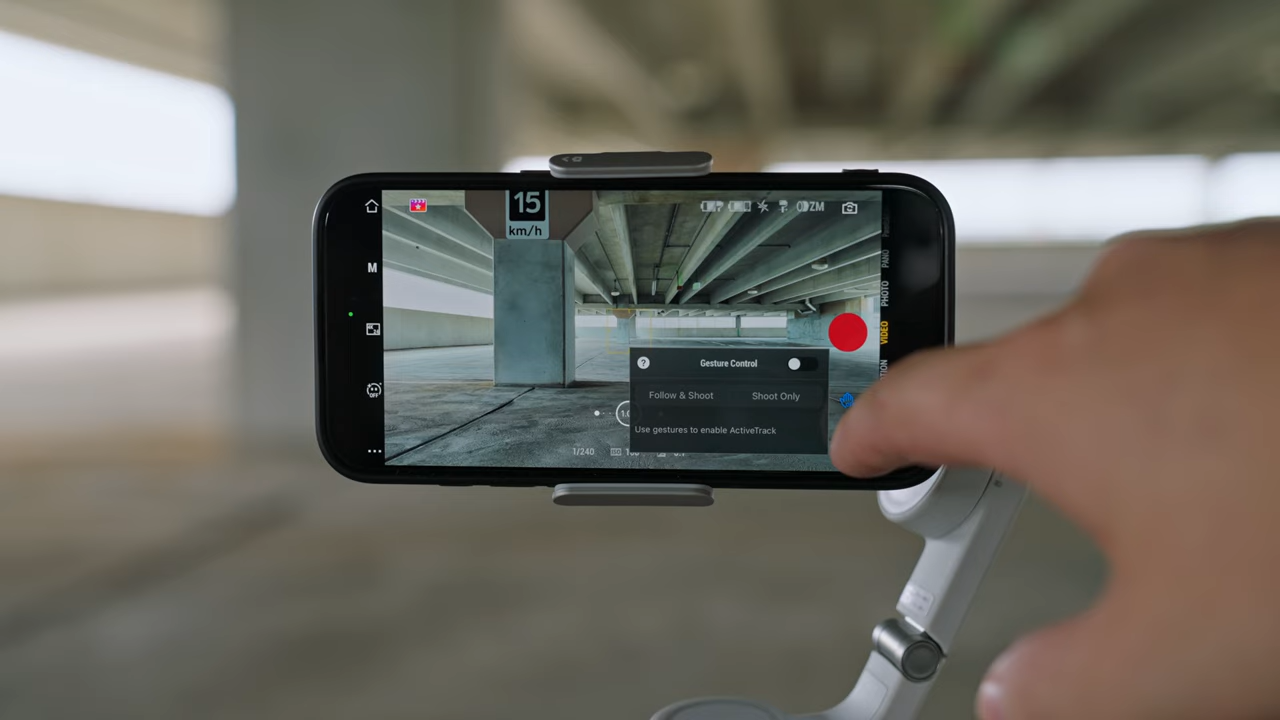 15
km/h
ZM
M
PANO
PHOTO
VIDEO
Gesture Control
Follow & Shoot
Shoot Only
Use gestures to enable ActiveTrack
OFF
1/240